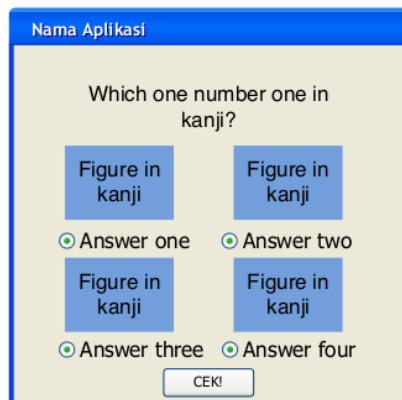 Nama Aplikasi
Which one number one in
kanji?
Figure in
kanji
Figure in
kanji
Answer one
Answer two
Figure in
kanji
Figure in
kanji
Answer three
Answer four
CEK!